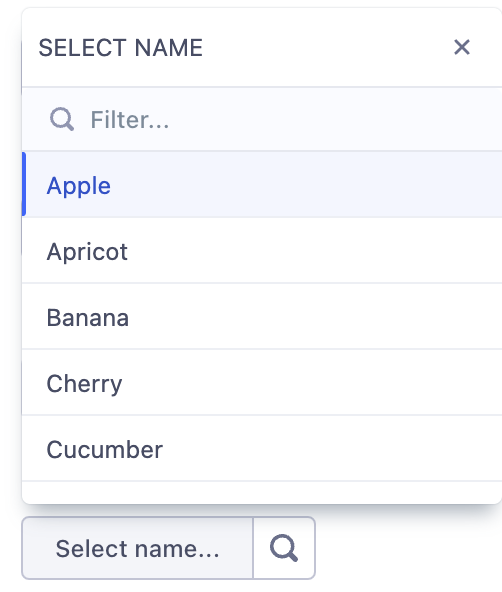 SELECT NAME
Filter...
Apple
Apricot
Banana
Cherry
Cucumber
Select name...